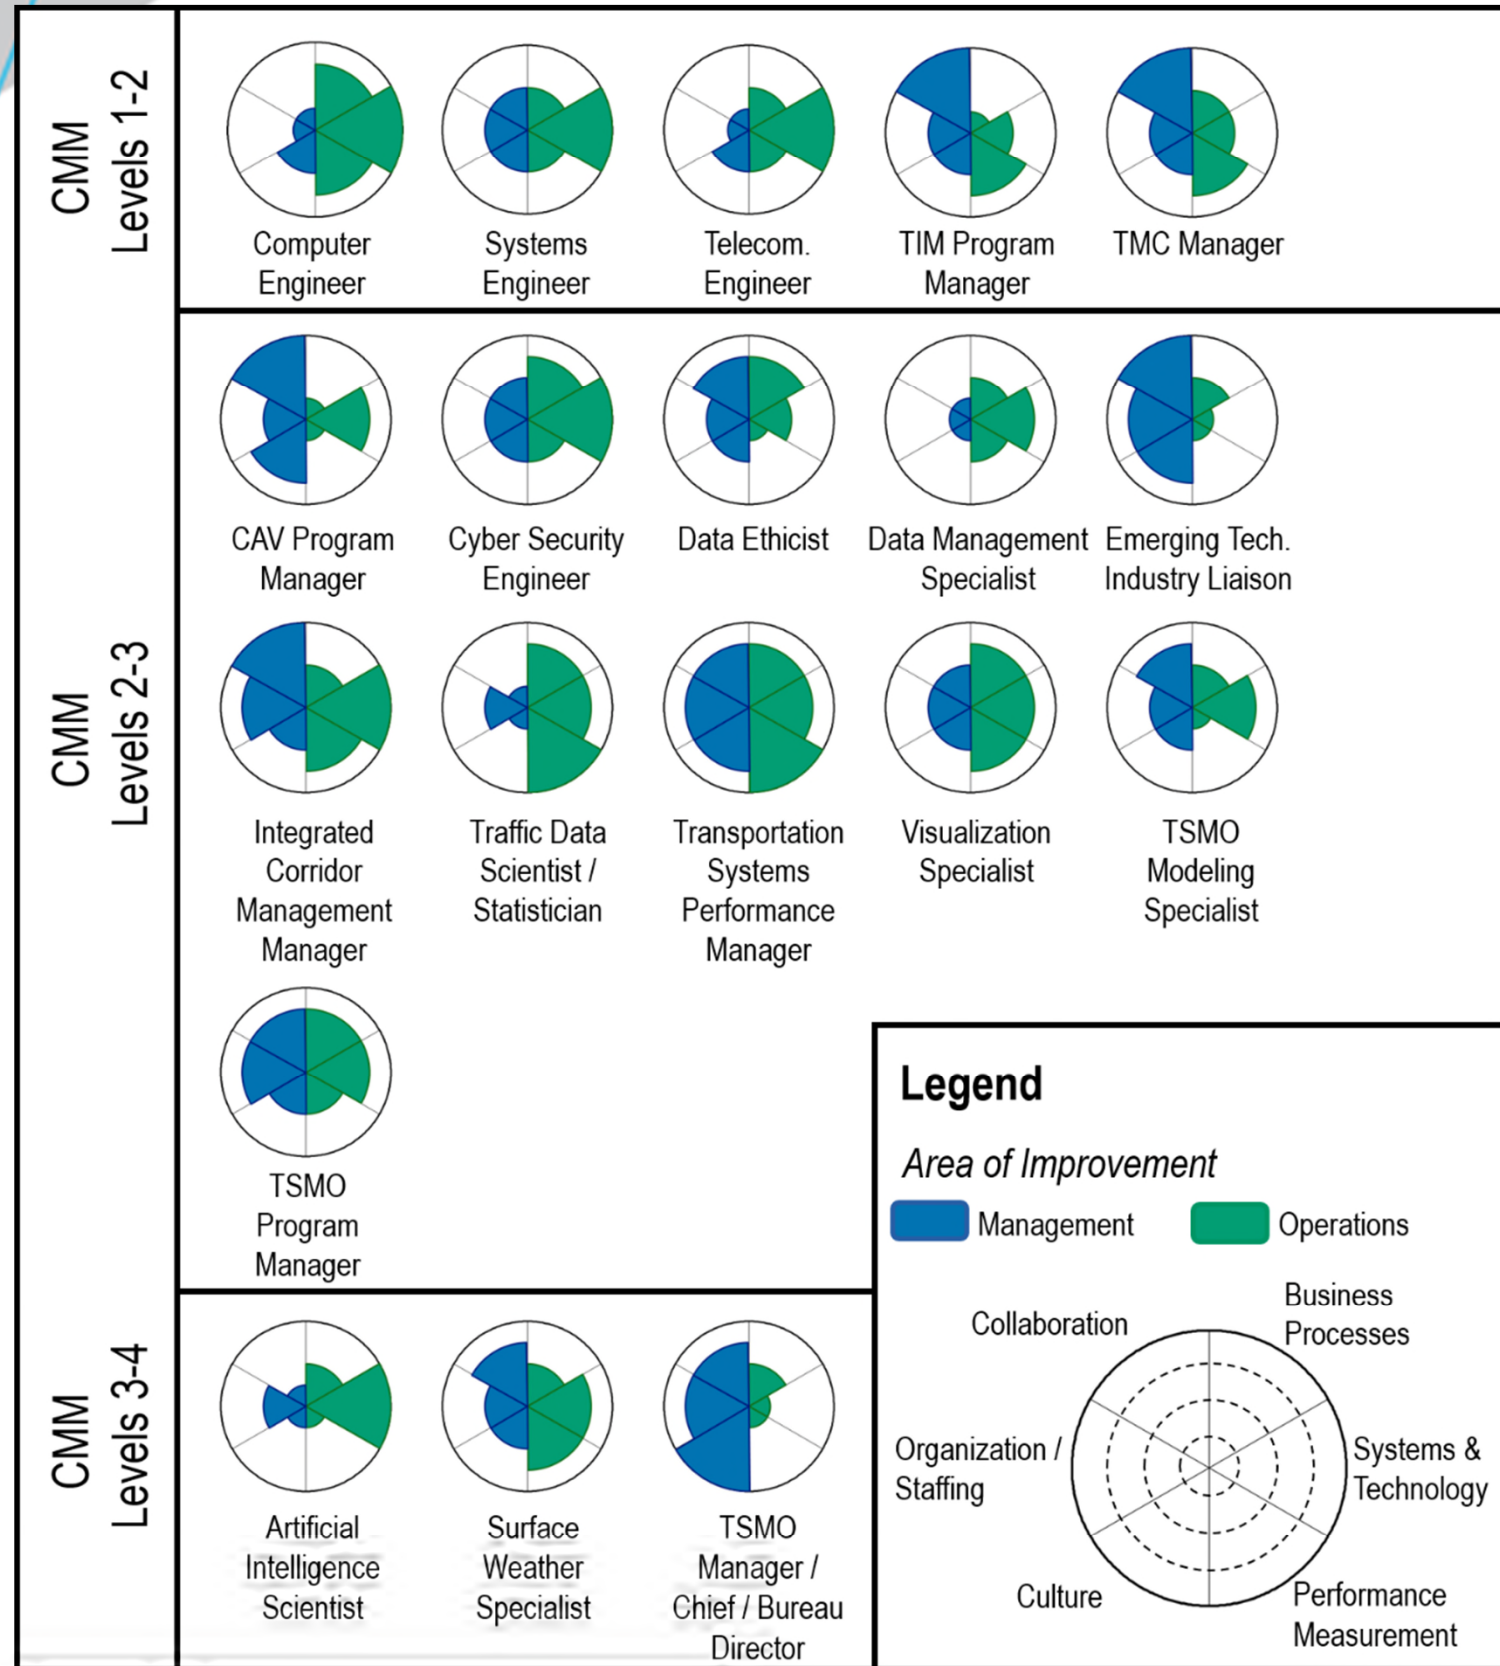 CMM
Levels 1-2
Computer
Engineer
Systems
Engineer
Telecom.
Engineer
TIM Program
Manager
TMC Manager
CMM
Levels 2-3
CAV Program
Manager
Cyber Security
Engineer
Data Ethicist
Data Management
Specialist
Emerging Tech.
Industry Liaison
Integrated
Corridor
Management
Manager
Traffic Data
Scientist /
Statistician
Transportation
Systems
Performance
Manager
Visualization
Specialist
TSMO
Modeling
Specialist
TSMO
Program
Manager
CMM
Levels 3-4
Artificial
Intelligence
Scientist
Surface
Weather
Specialist
TSMO
Manager /
Chief / Bureau
Director
Legend
Area of Improvement
Management
Operations
Collaboration
Business
Processes
Organization /
Staffing
Systems &
Technology
Culture
Performance
Measurement